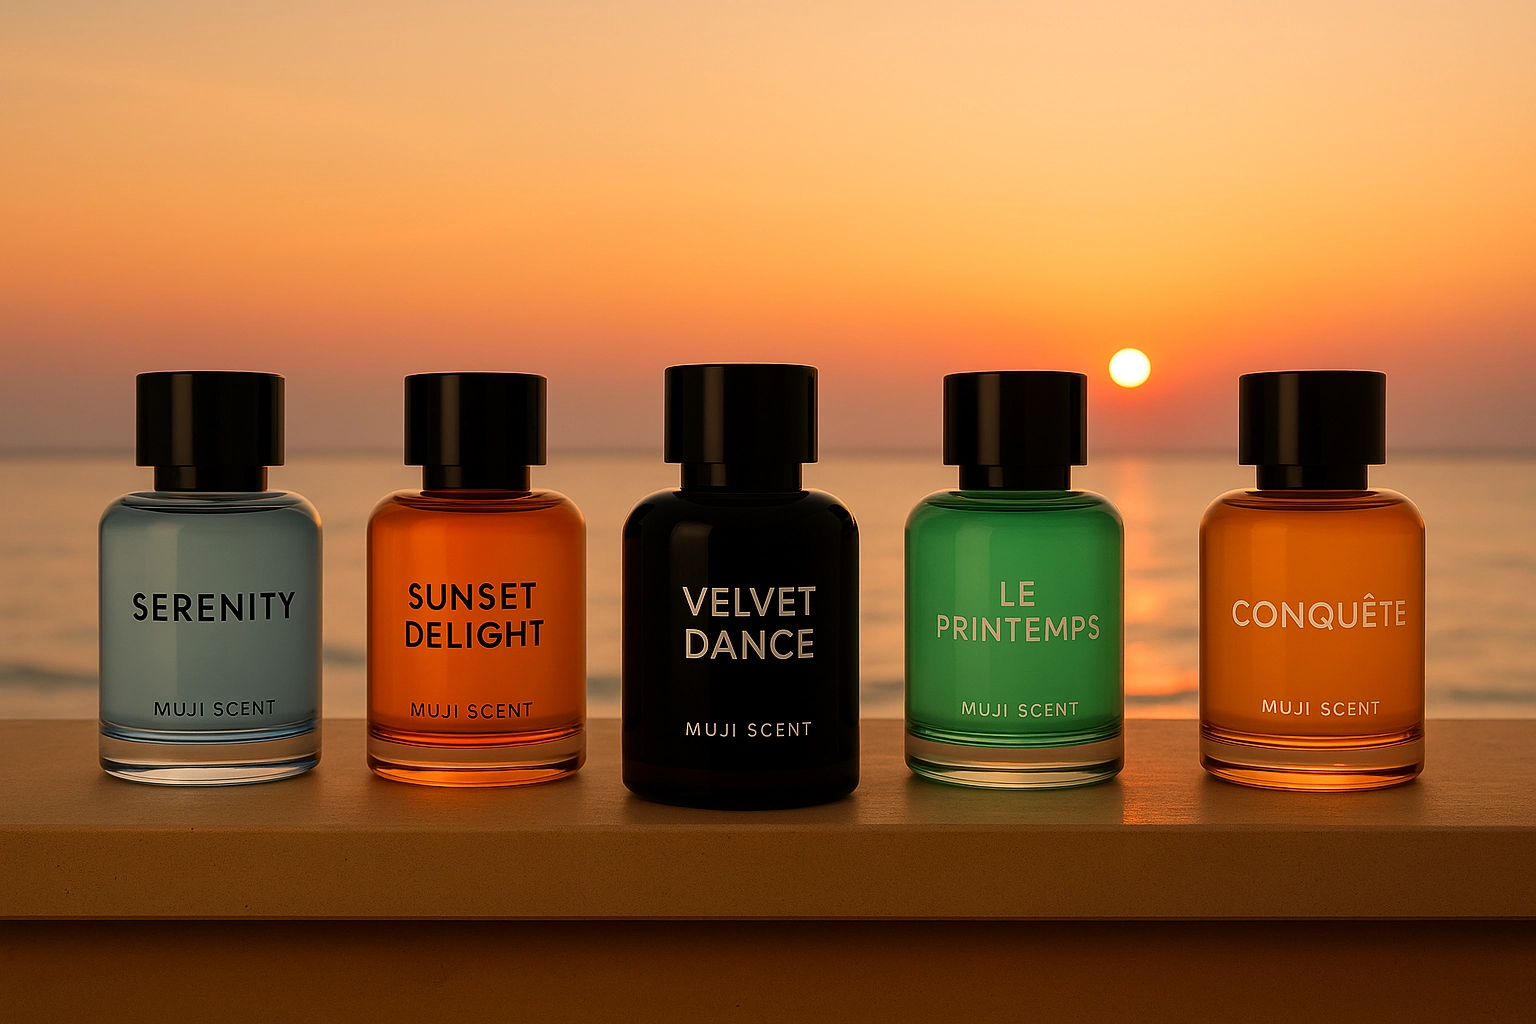 SERENITY
MUJI SCENT
SUNSET
DELIGHT
MUJI SCENT
VELVET
DANCE
MUJI SCENT
LE
PRINTEMPS
MUJI SCENT
CONQUÊTE
MUJI SCENT